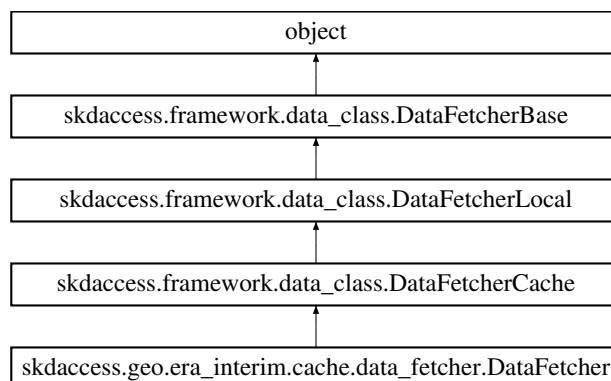 object
skdaccess.framework.data_class.DataFetcherBase
skdaccess.framework.data_class.DataFetcherLocal
skdaccess.framework.data_class.DataFetcherCache
skdaccess.geo.era_interim.cache.data_fetcher.DataFetcher